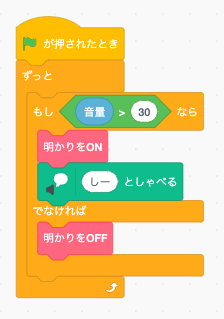 が押されたとき
ずっと
もし 音量 > 30 なら
明かりをON
しー としゃべる
でなければ
明かりをOFF